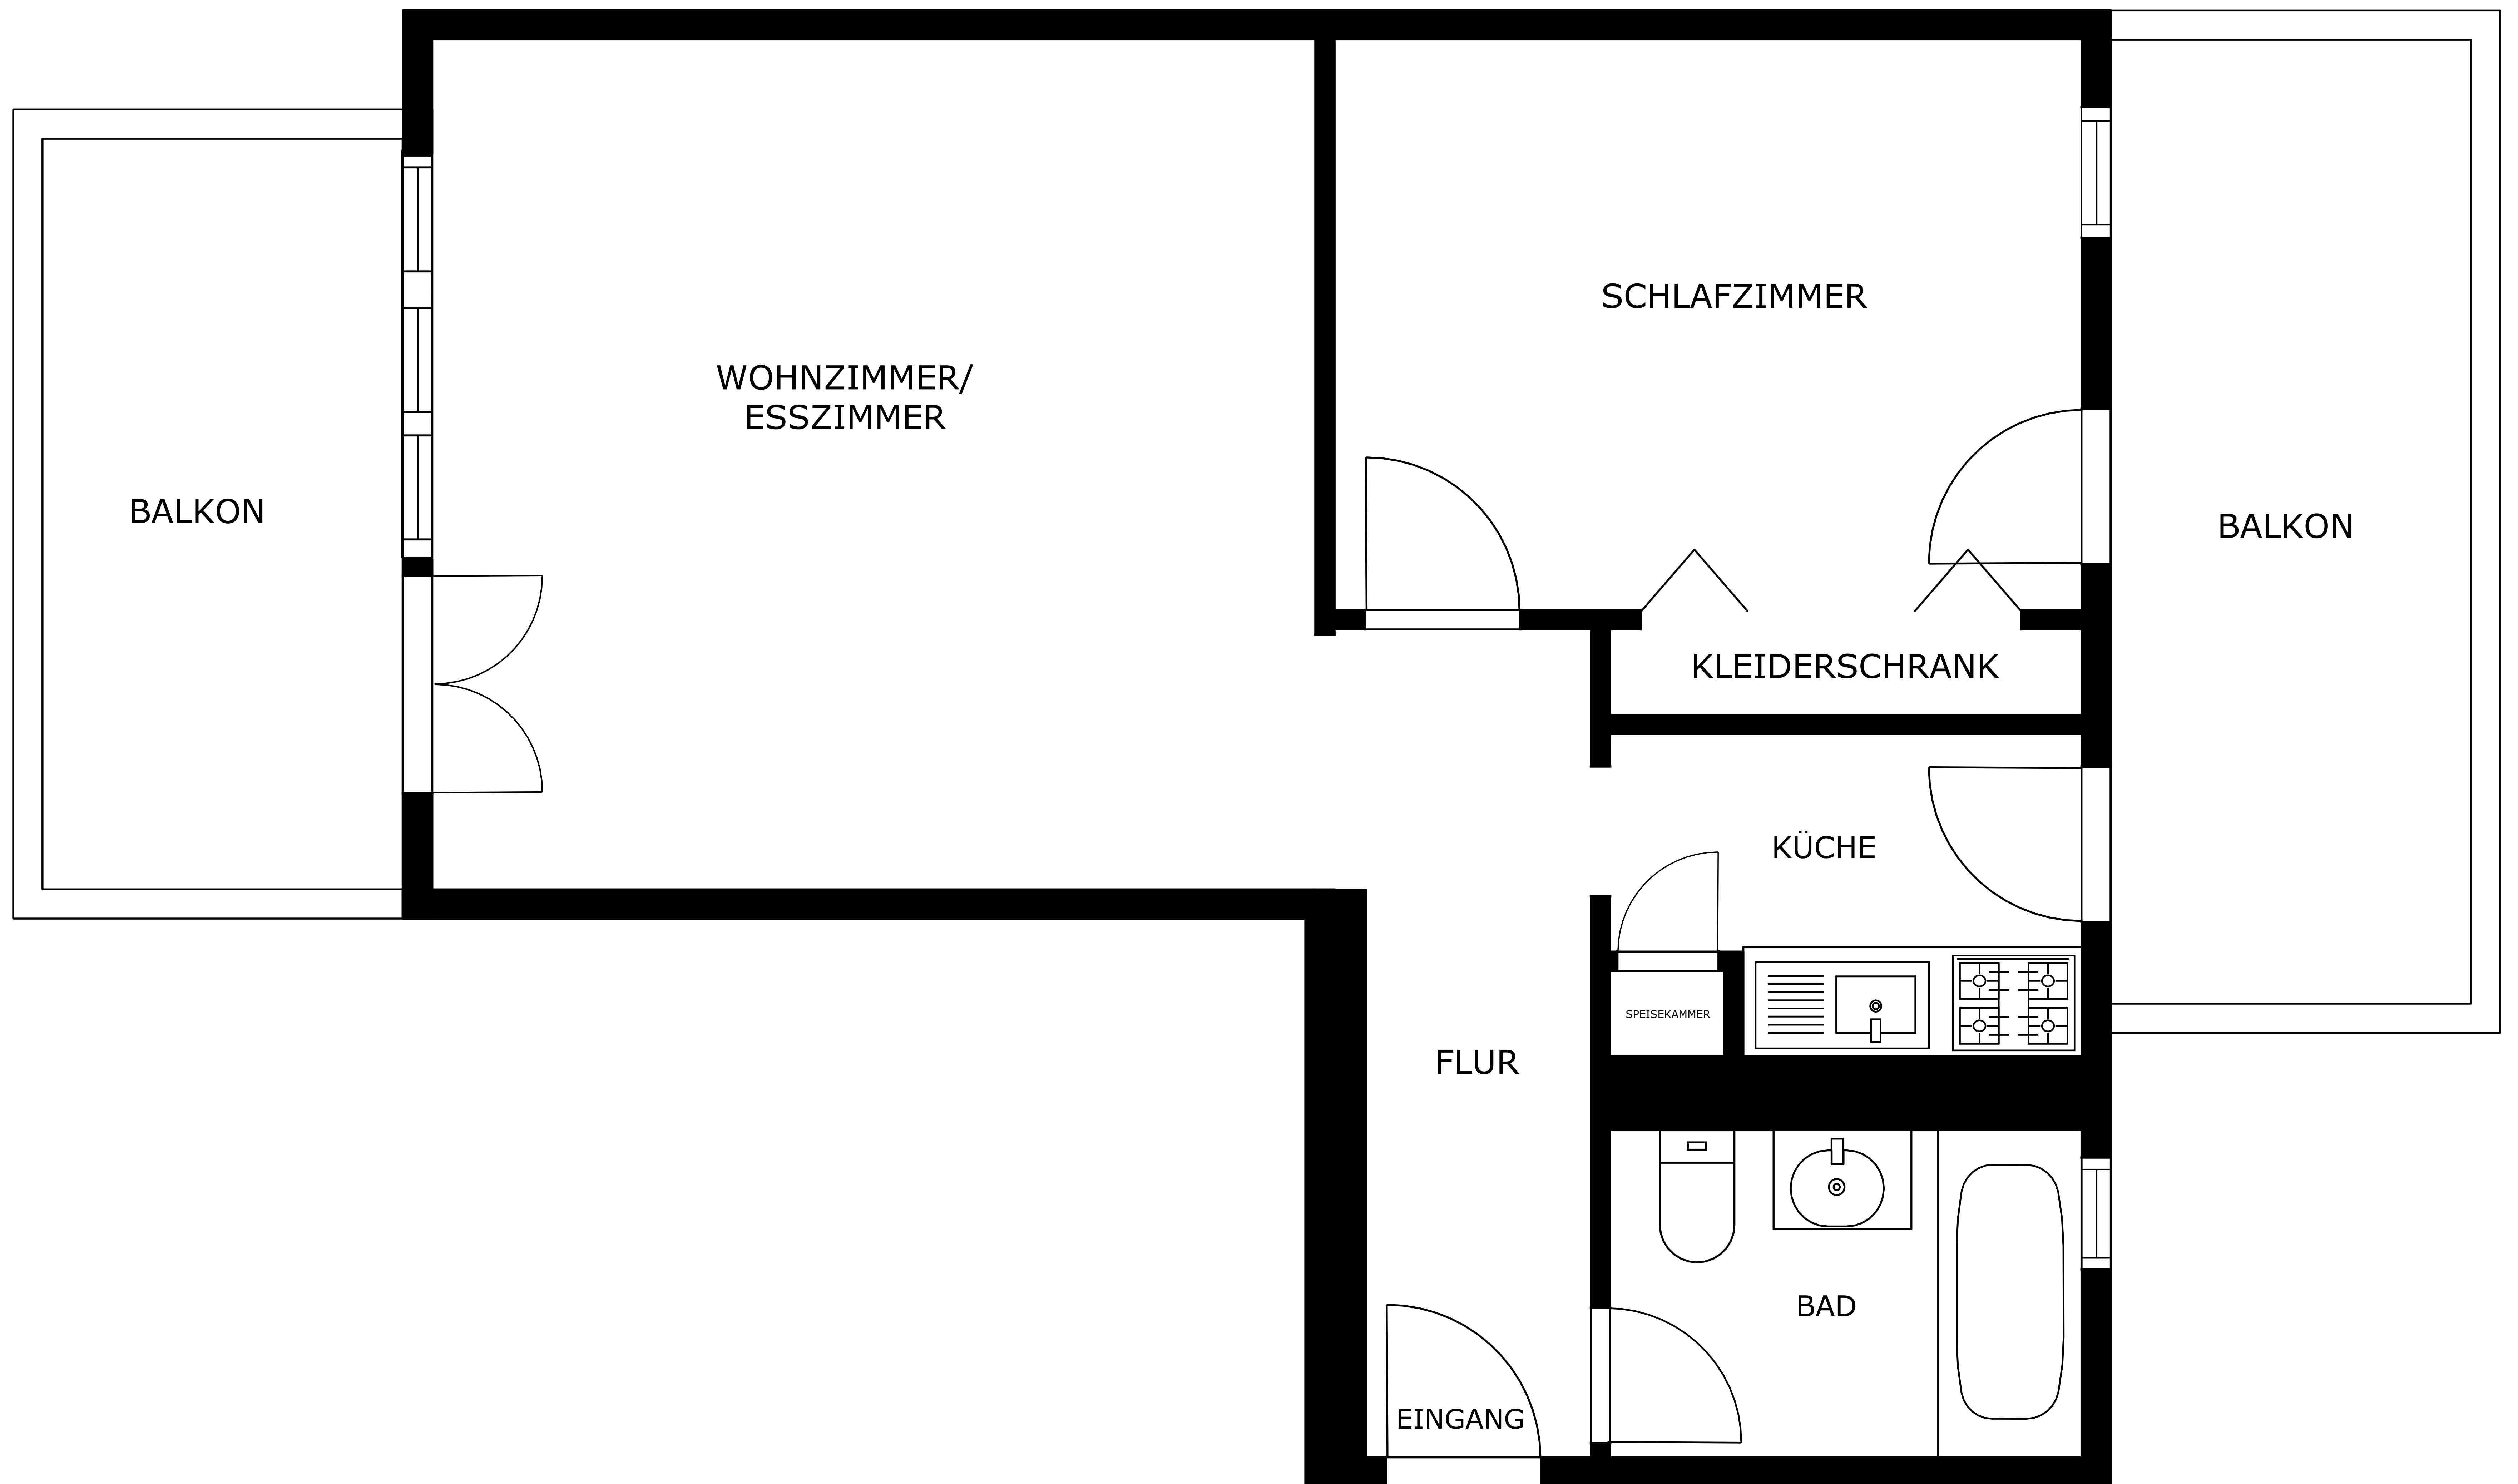 SCHLAFZIMMER
WOHNZIMMER/
ESSZIMMER
BALKON
BALKON
KLEIDERSCHRANK
KÜCHE
SPEISEKAMMER
FLUR
BAD
EINGANG